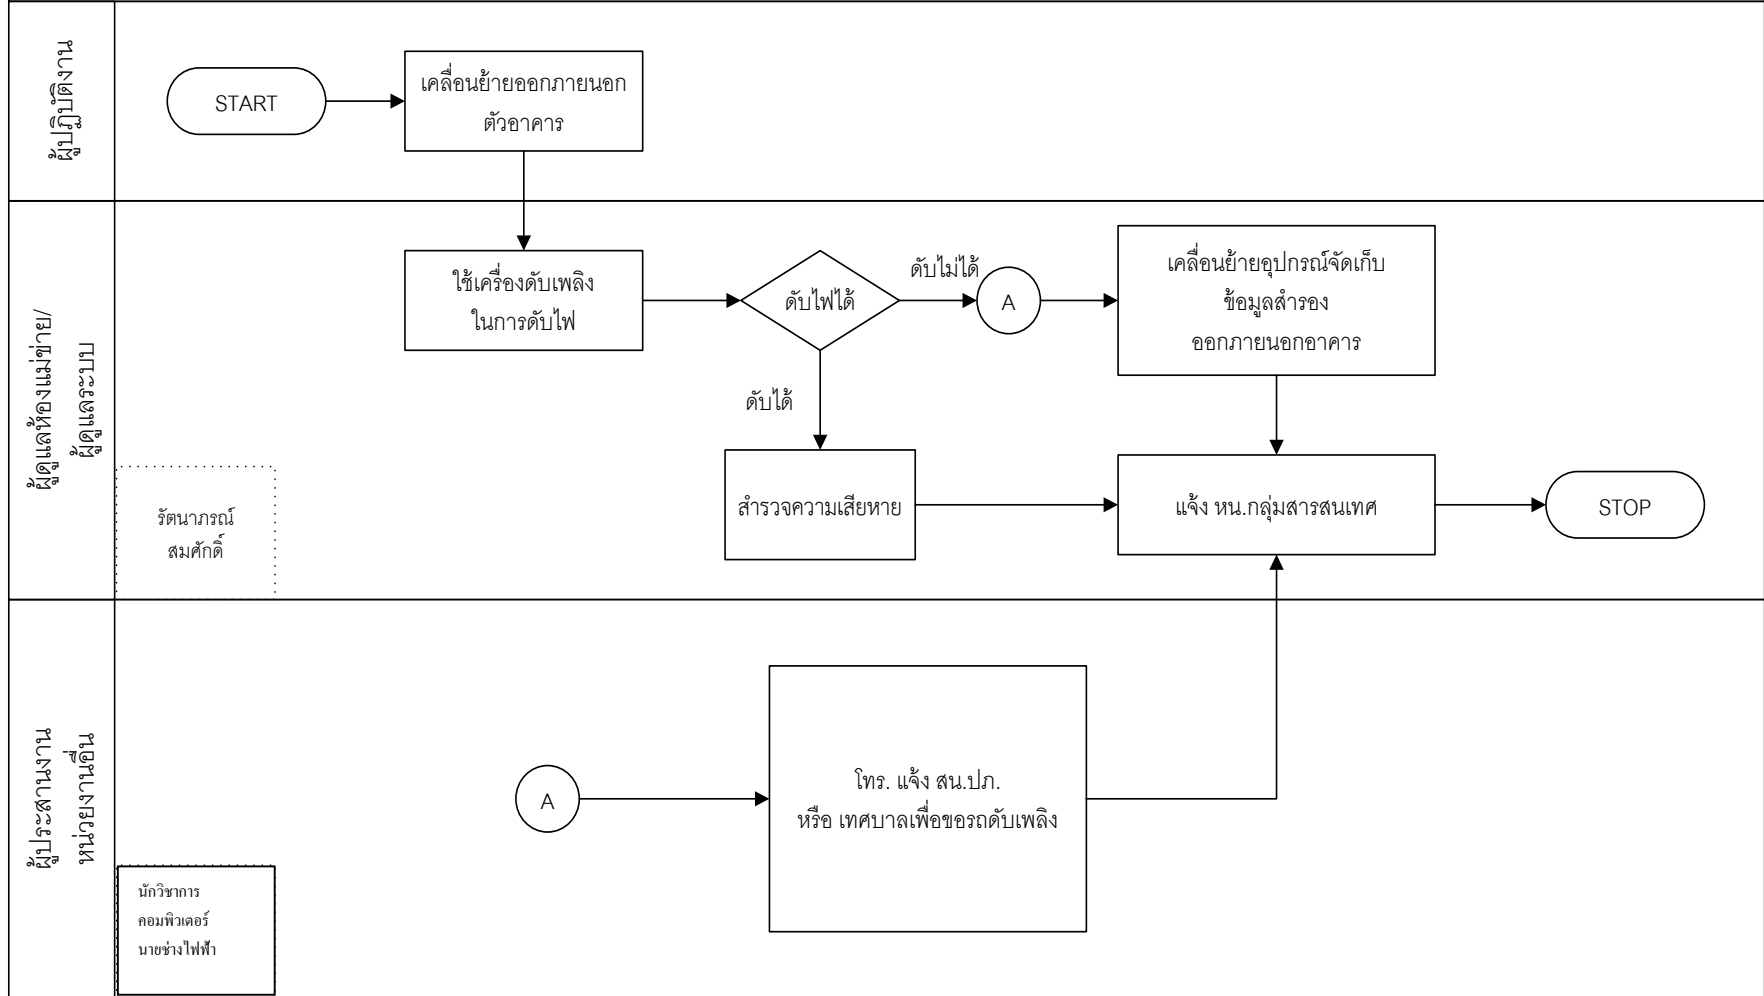 ผู้ปฏิบัติงาน
START
เคลื่อนย้ายออกภายนอก
ตัวอาคาร
ผู้ดูแลห้องแม่ข่าย/
ผู้ดูแลระบบ
ใช้เครื่องดับเพลิง
ในการดับไฟ
ดับไฟได้
ดับไม่ได้
A
เคลื่อนย้ายอุปกรณ์จัดเก็บ
ข้อมูลสำรอง
ออกภายนอกอาคาร
ดับได้
สำรวจความเสียหาย
แจ้ง หน.กลุ่มสารสนเทศ
STOP
รัตนาภรณ์
สมศักดิ์
ผู้ประสานงาน
หน่วยงานอื่น
A
โทร. แจ้ง สน.ปภ.
หรือ เทศบาลเพื่อขอรถดับเพลิง
นักวิชาการ
คอมพิวเตอร์
นายช่างไฟฟ้า